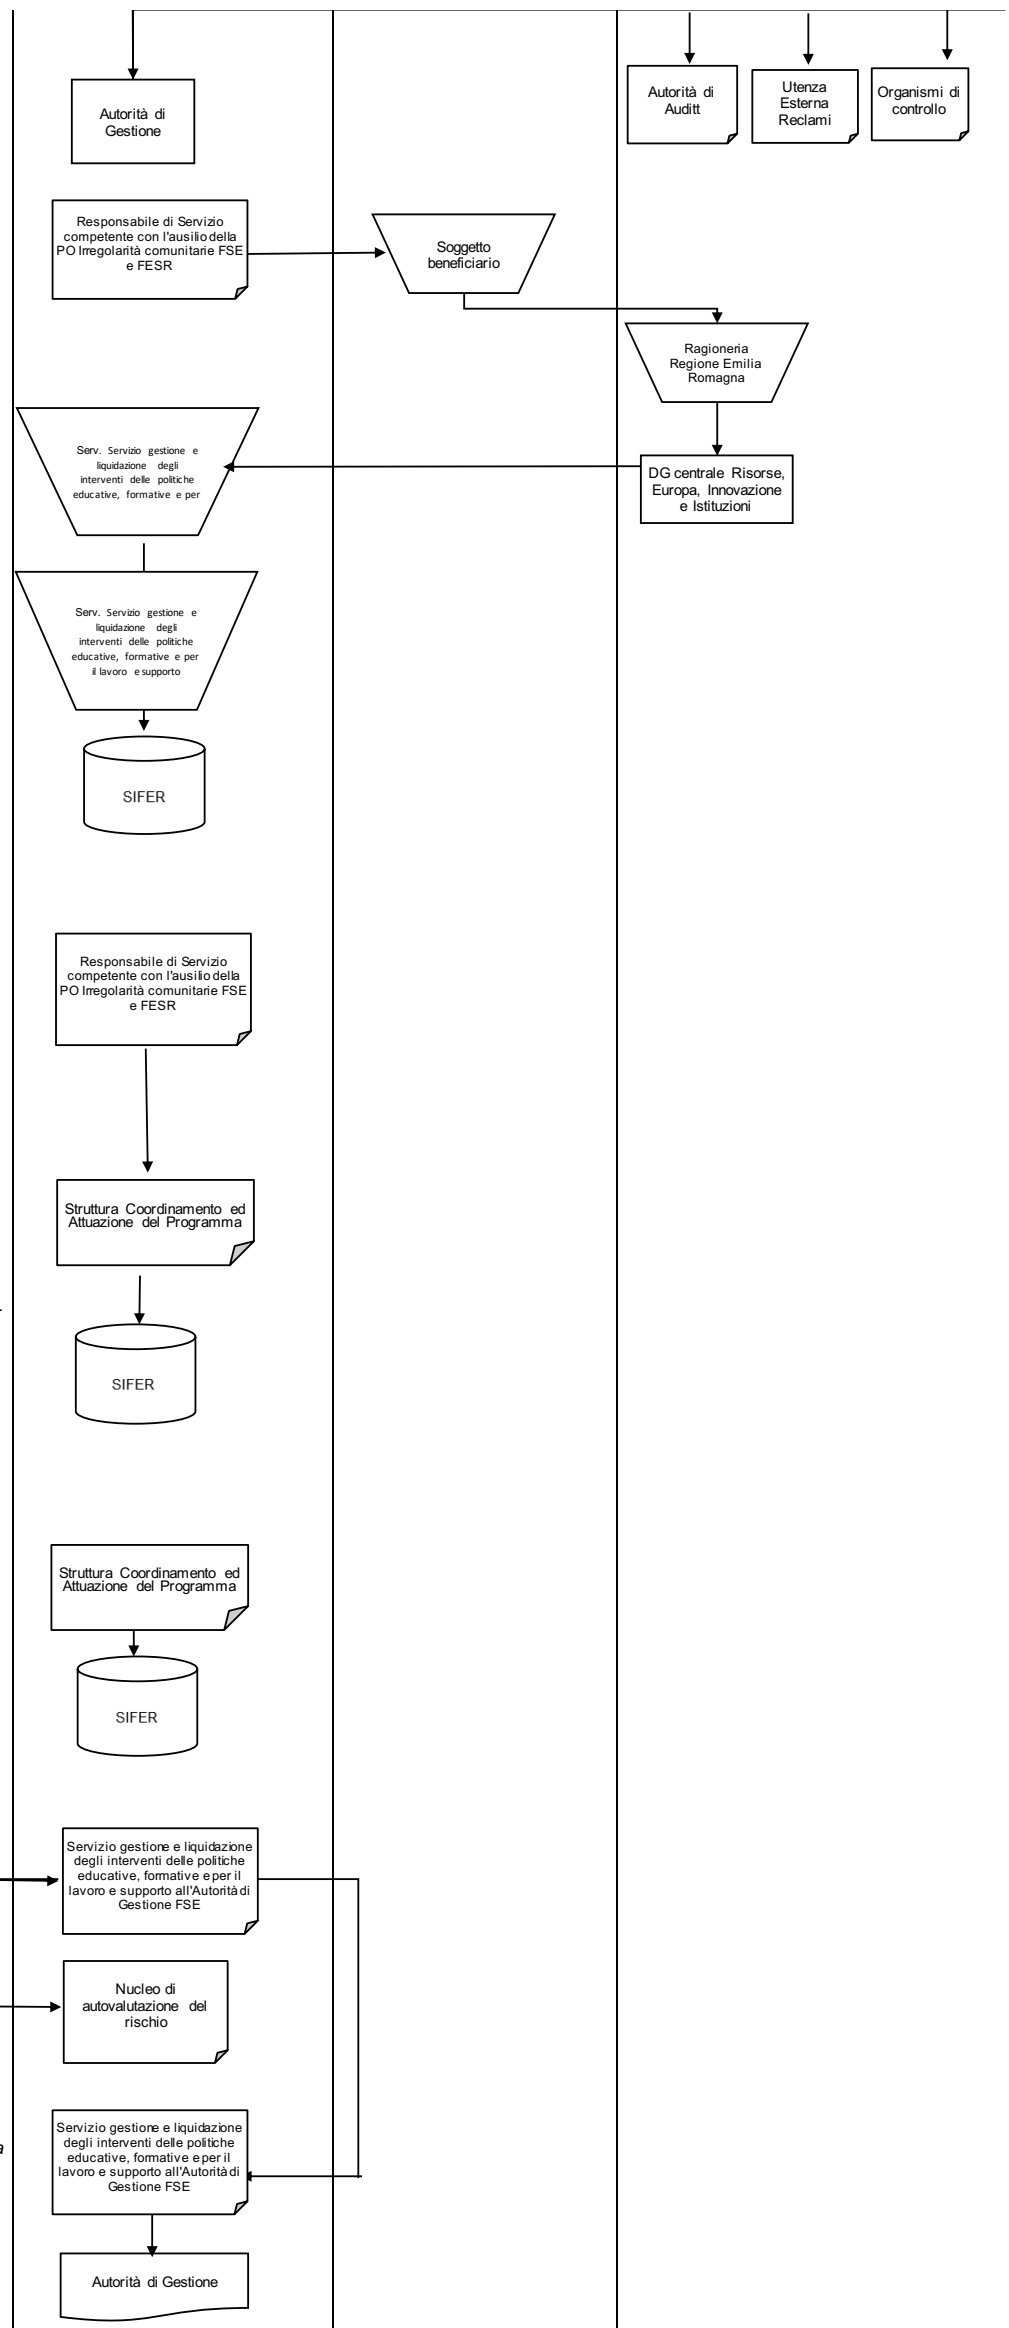 Autorità di
Gestione
Autorità di
Auditt
Utenza
Esterna
Reclami
Organismi di
controllo
Responsabile di Servizio
competente con l'ausilio della
PO Irregolarità comunitarie FSE
e FESR
Soggetto
beneficiario
Ragioneria
Regione Emilia
Romagna
Serv. Servizio gestione e
liquidazione degli
interventi delle politiche
educative, formative e per
DG centrale Risorse,
Europa, Innovazione
e Istituzioni
Serv. Servizio gestione e
liquidazione degli
interventi delle politiche
educative, formative e per
il lavoro e supporto
SIFER
Responsabile di Servizio
competente con l'ausilio della
PO Irregolarità comunitarie FSE
e FESR
Struttura Coordinamento ed
Attuazione del Programma
SIFER
Struttura Coordinamento ed
Attuazione del Programma
SIFER
Servizio gestione e liquidazione
degli interventi delle politiche
educative, formative e per il
lavoro e supporto all'Autorità di
Gestione FSE
Nucleo di
autovalutazione del
rischio
Servizio gestione e liquidazione
degli interventi delle politiche
educative, formative e per il
lavoro e supporto all'Autorità di
Gestione FSE
Autorità di Gestione